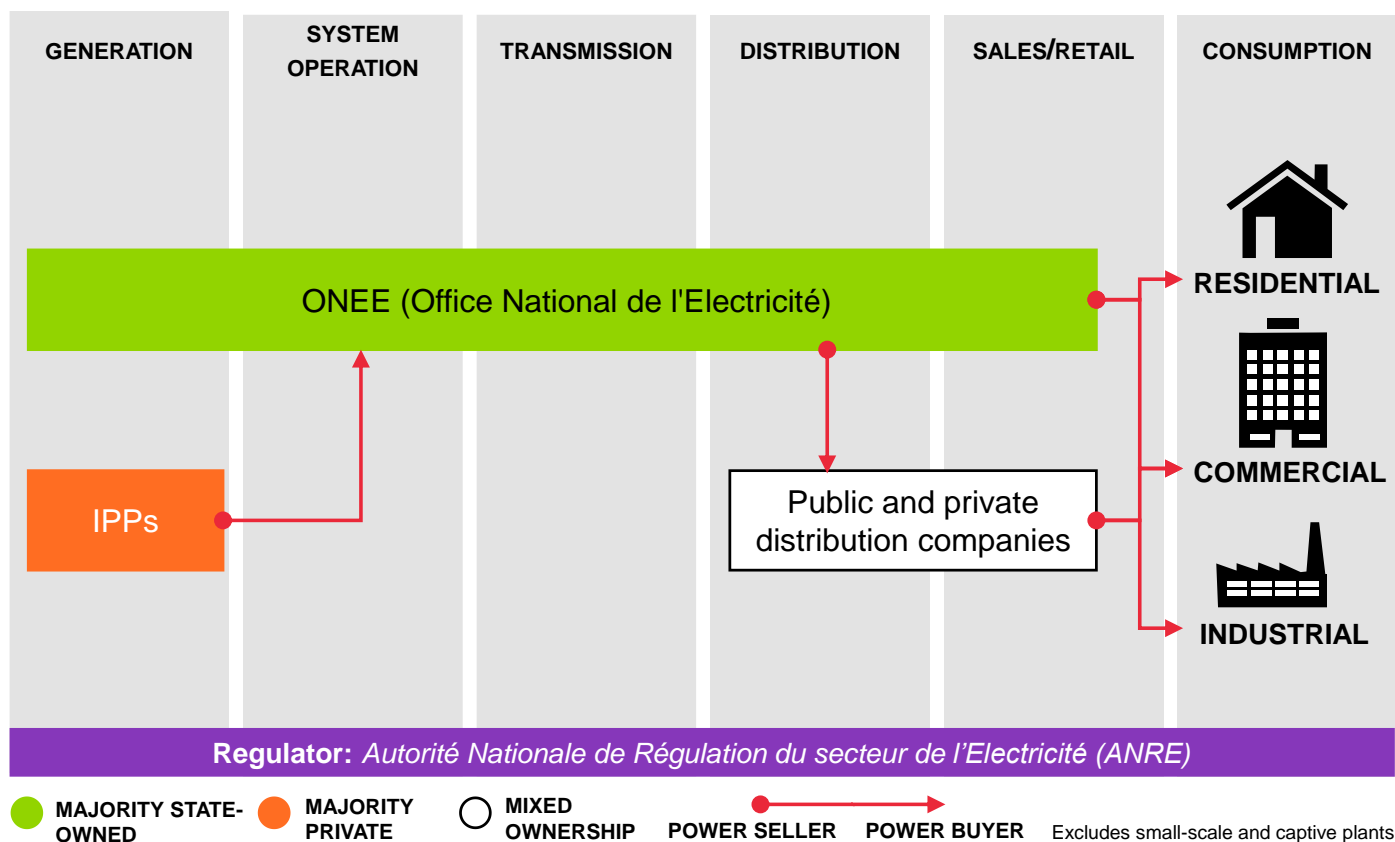 GENERATION
SYSTEM
OPERATION
TRANSMISSION
DISTRIBUTION
SALES/RETAIL
CONSUMPTION
RESIDENTIAL
ONEE (Office National de l'Electricité)
COMMERCIAL
IPPs
Public and private
distribution companies
INDUSTRIAL
Regulator: Autorité Nationale de Régulation du secteur de l’Electricité (ANRE)
MAJORITY STATE-
OWNED
MAJORITY
PRIVATE
MIXED
OWNERSHIP
POWER SELLER
POWER BUYER
Excludes small-scale and captive plants